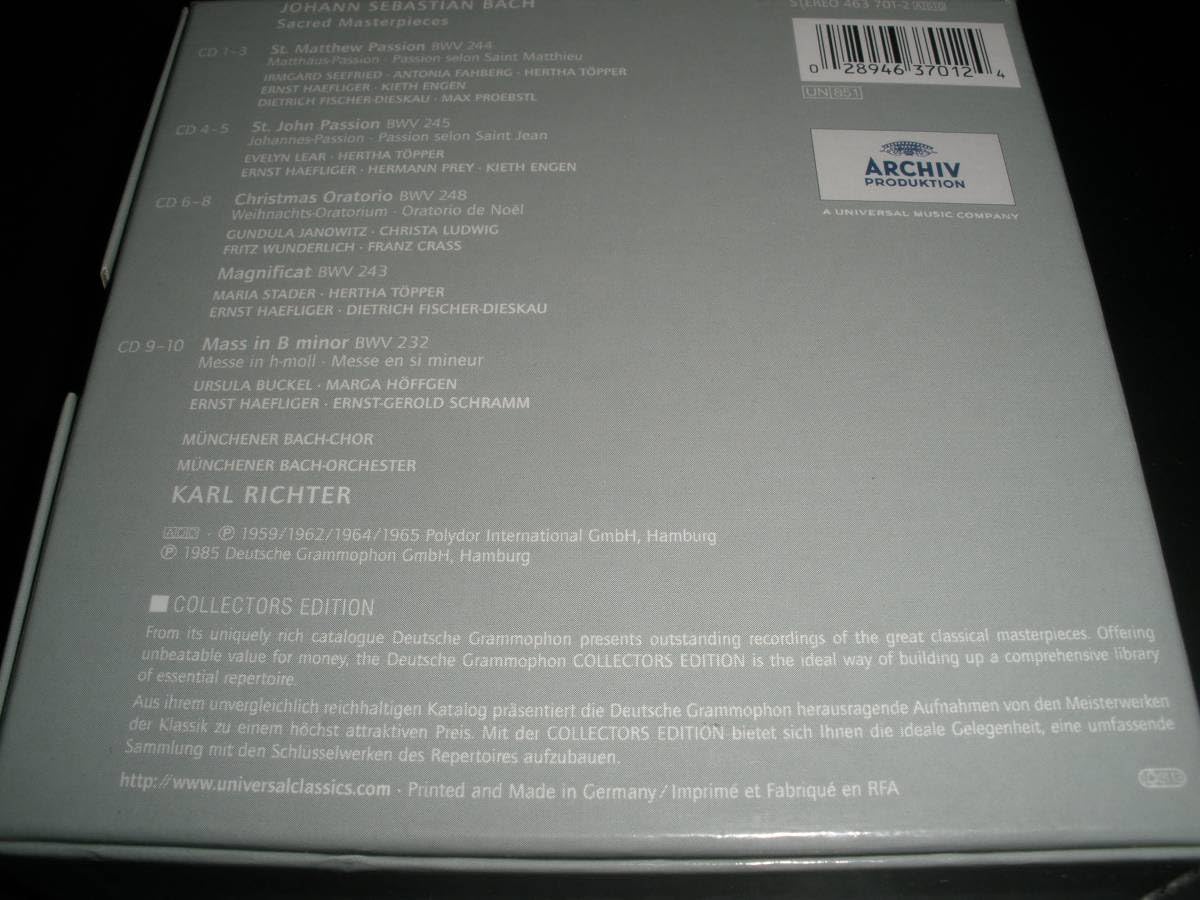 JOHANN SEBASTIAN BACH
Sacred Masterpieces
STEREO 463 701-2 ADD
0 28946 37012 4
UN 851
ARCHIV
PRODUKTION
A UNIVERSAL MUSIC COMPANY
CD 1-3 St. Matthew Passion BWV 244
Matthäus-Passion · Passion selon Saint Matthieu
IRMGARD SEEFRIED · ANTONIA FAHBERG · HERTHA TÖPPER
ERNST HAEFLIGER · KIETH ENGEN
DIETRICH FISCHER-DIESKAU · MAX PROEBSTL
CD 4-5 St. John Passion BWV 245
Johannes-Passion · Passion selon Saint Jean
EVELYN LEAR · HERTHA TÖPPER
ERNST HAEFLIGER · HERMANN PREY · KIETH ENGEN
CD 6-8 Christmas Oratorio BWV 248
Weihnachts-Oratorium · Oratorio de Noël
GUNDULA JANOWITZ · CHRISTA LUDWIG
FRITZ WUNDERLICH · FRANZ CRASS
Magnificat BWV 243
MARIA STADER · HERTHA TÖPPER
ERNST HAEFLIGER · DIETRICH FISCHER-DIESKAU
CD 9-10 Mass in B minor BWV 232
Messe in h-moll · Messe en si mineur
URSULA BUCKEL · MARGA HÖFFGEN
ERNST HAEFLIGER · ERNST-GEROLD SCHRAMM
MÜNCHENER BACH-CHOR
MÜNCHENER BACH-ORCHESTER
KARL RICHTER
ADD · ℗ 1959/1962/1964/1965 Polydor International GmbH, Hamburg
℗ 1985 Deutsche Grammophon GmbH, Hamburg
COLLECTORS EDITION
From its uniquely rich catalogue Deutsche Grammophon presents outstanding recordings of the great classical masterpieces. Offering
unbeatable value for money, the Deutsche Grammophon COLLECTORS EDITION is the ideal way of building up a comprehensive library
of essential repertoire.
Aus ihrem unvergleichlich reichhaltigen Katalog präsentiert die Deutsche Grammophon herausragende Aufnahmen von den Meisterwerken
der Klassik zu einem höchst attraktiven Preis. Mit der COLLECTORS EDITION bietet sich Ihnen die ideale Gelegenheit, eine umfassende
Sammlung mit den Schlüsselwerken des Repertoires aufzubauen.
http://www.universalclassics.com · Printed and Made in Germany/Imprimé et Fabriqué en RFA